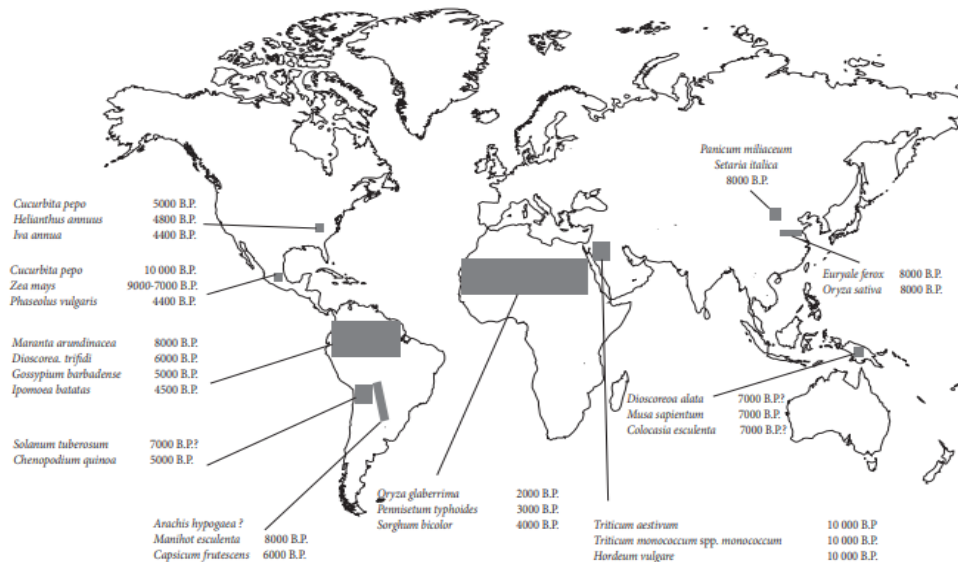 Panicum miliaceum
Setaria italica
8000 B.P.
Cucurbita pepo 5000 B.P.
Helianthus annuus 4800 B.P.
Iva annua 4400 B.P.
Cucurbita pepo 10 000 B.P.
Zea mays 9000-7000 B.P.
Phaseolus vulgaris 4400 B.P.
Euryale ferox 8000 B.P.
Oryza sativa 8000 B.P.
Maranta arundinacea 8000 B.P.
Dioscorea. trifidi 6000 B.P.
Gossypium barbadense 5000 B.P.
Ipomoea batatas 4500 B.P.
Dioscoreoa alata 7000 B.P.?
Musa sapientum 7000 B.P.
Colocasia esculenta 7000 B.P.?
Solanum tuberosum 7000 B.P.?
Chenopodium quinoa 5000 B.P.
Arachis hypogaea ?
Manihot esculenta 8000 B.P.
Capsicum frutescens 6000 B.P.
Oryza glaberrima 2000 B.P.
Pennisetum typhoides 3000 B.P.
Sorghum bicolor 4000 B.P.
Triticum aestivum 10 000 B.P
Triticum monococcum spp. monococcum 10 000 B.P.
Hordeum vulgare 10 000 B.P.